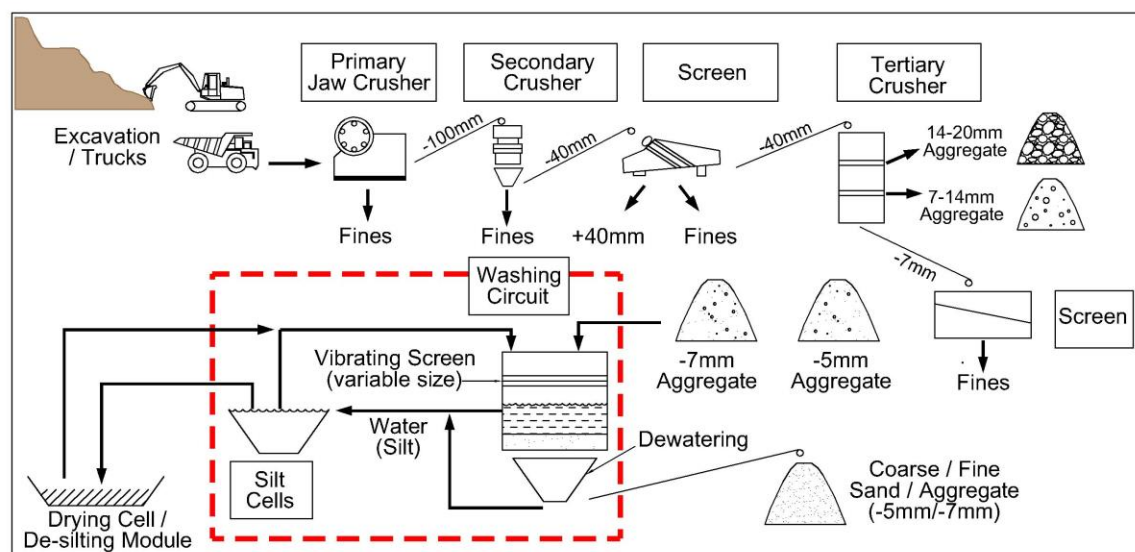 Primary
Jaw Crusher
Secondary
Crusher
Screen
Tertiary
Crusher
Excavation
/ Trucks
-100mm
-40mm
-40mm
14-20mm
Aggregate
7-14mm
Aggregate
Fines
Fines
+40mm
Fines
-7mm
Washing
Circuit
Screen
Vibrating Screen
(variable size)
-7mm
Aggregate
-5mm
Aggregate
Fines
Water
(Silt)
Dewatering
Silt
Cells
Coarse / Fine
Sand / Aggregate
(-5mm/-7mm)
Drying Cell /
De-silting Module